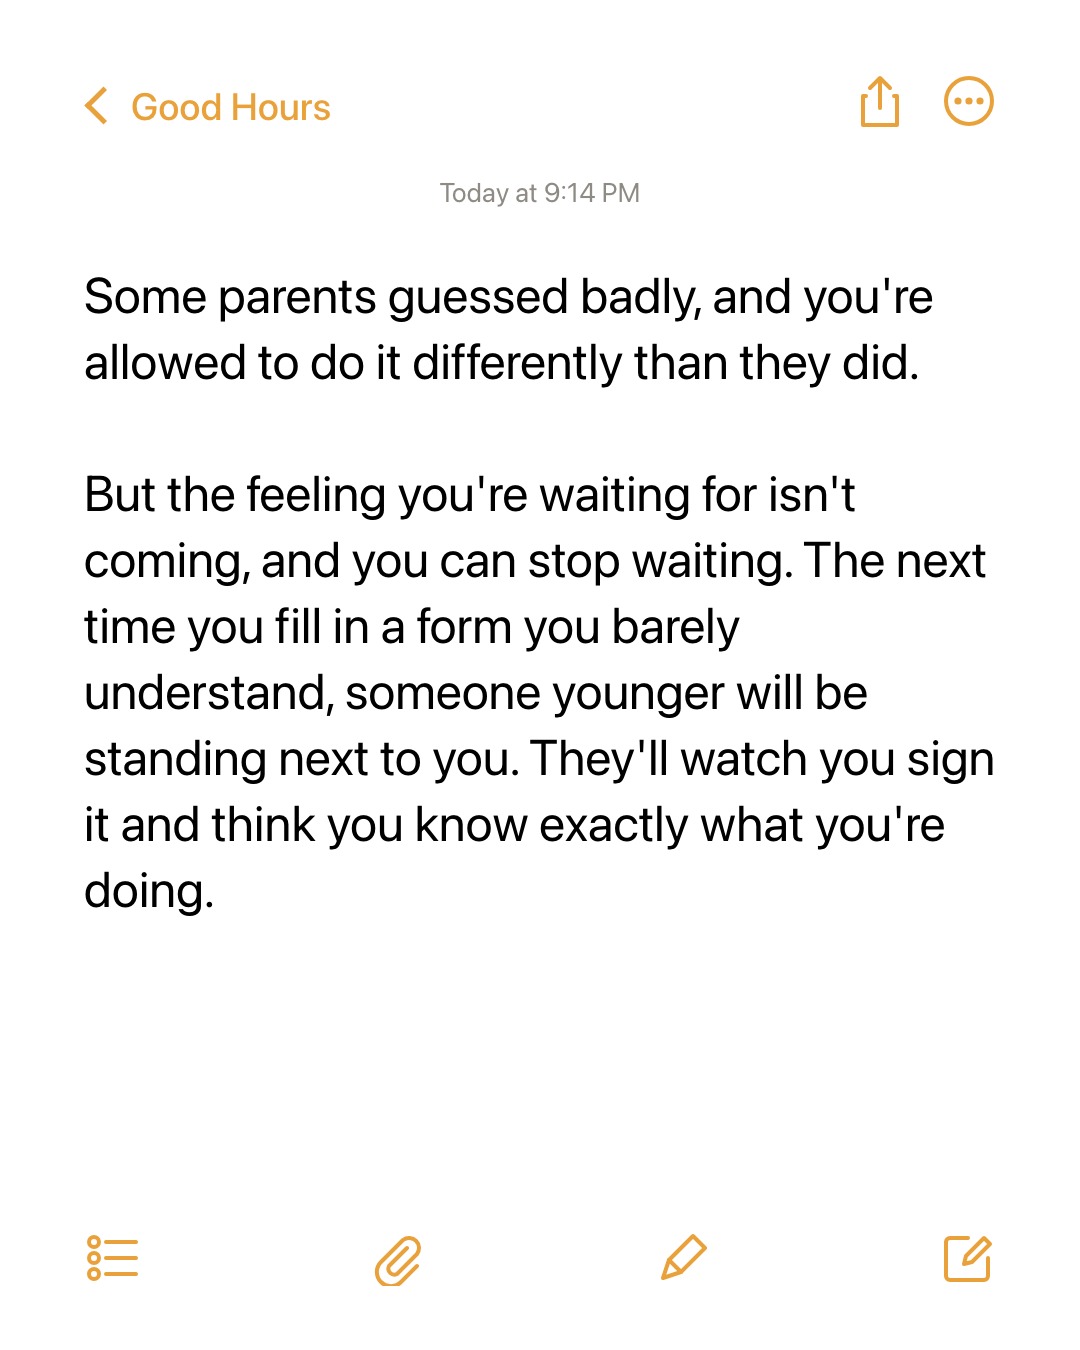 Good Hours
Today at 9:14 PM
Some parents guessed badly, and you're
allowed to do it differently than they did.
But the feeling you're waiting for isn't
coming, and you can stop waiting. The next
time you fill in a form you barely
understand, someone younger will be
standing next to you. They'll watch you sign
it and think you know exactly what you're
doing.